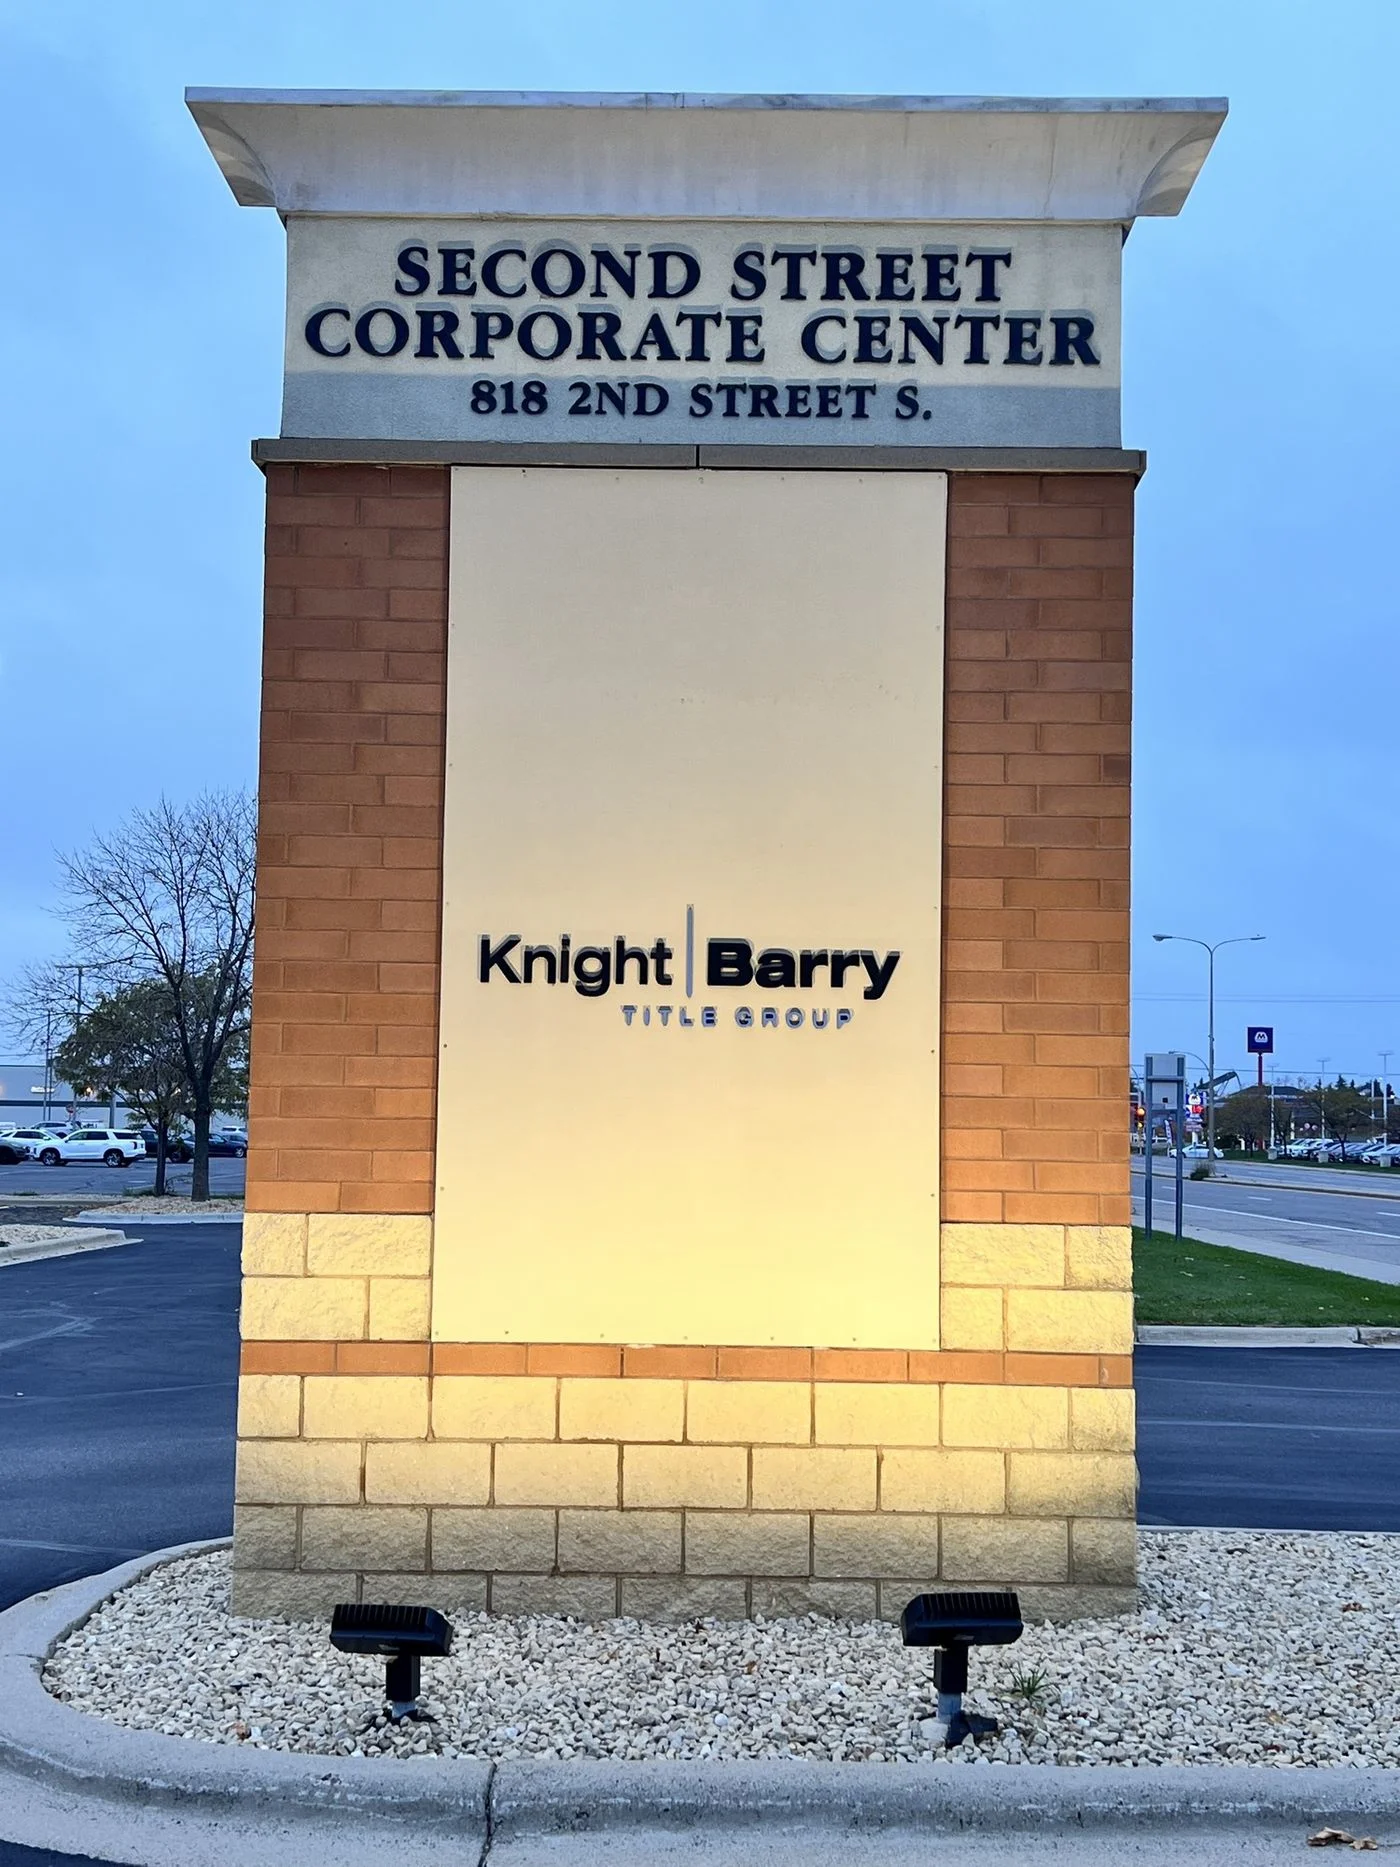 SECOND STREET
CORPORATE CENTER
818 2ND STREET S.
Knight | Barry
TITLE GROUP
M